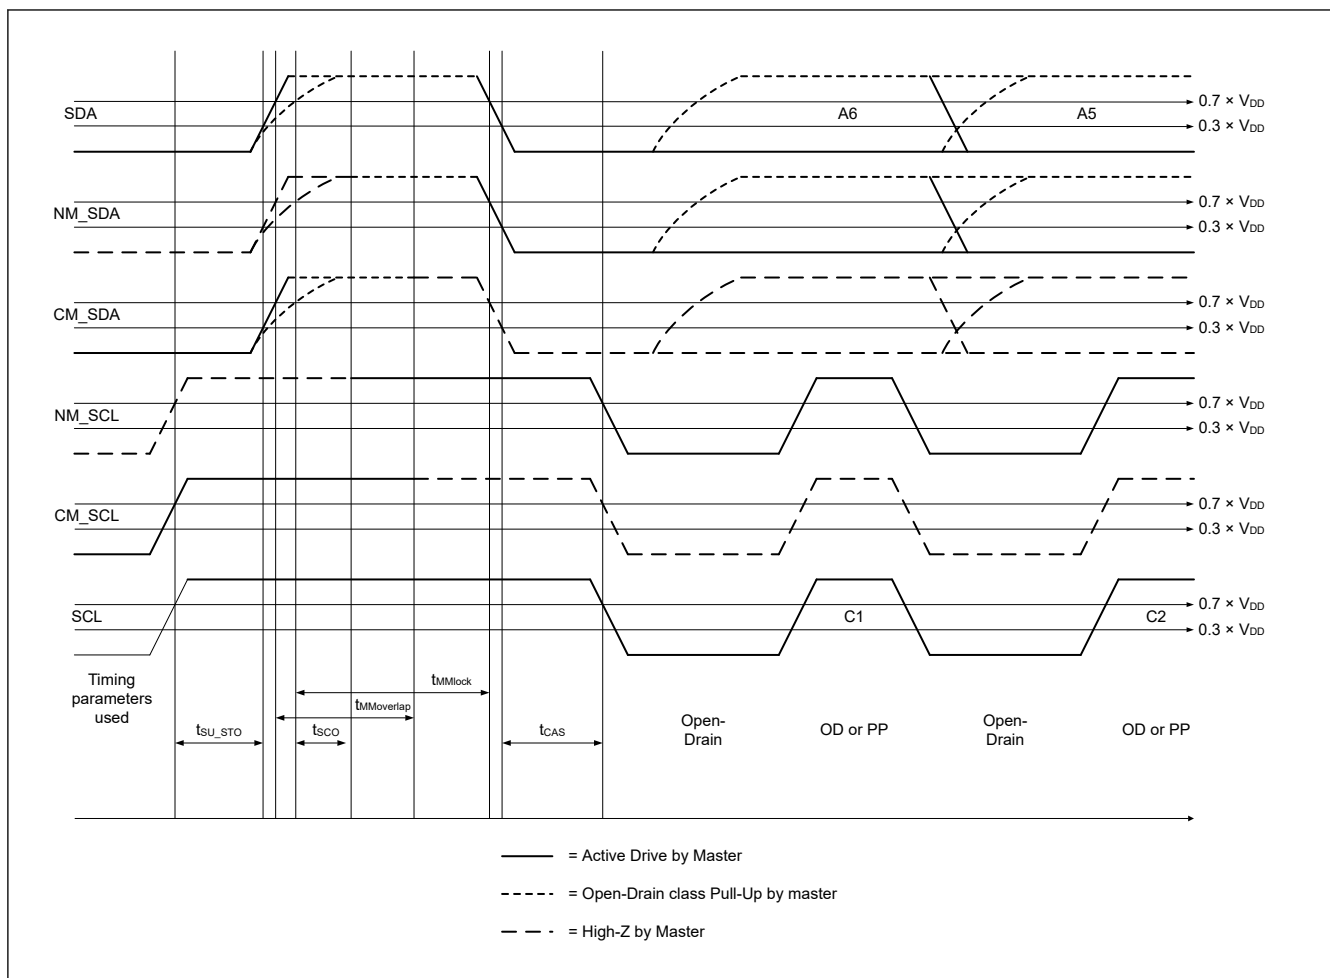 SDA
A6
A5
0.7 × VDD
0.3 × VDD
NM_SDA
0.7 × VDD
0.3 × VDD
CM_SDA
0.7 × VDD
0.3 × VDD
NM_SCL
0.7 × VDD
0.3 × VDD
CM_SCL
0.7 × VDD
0.3 × VDD
SCL
C1
C2
0.7 × VDD
0.3 × VDD
Timing
parameters
used
tMMlock
tMMoverlap
tSU_STO
tSCO
tCAS
Open-
Drain
OD or PP
Open-
Drain
OD or PP
= Active Drive by Master
= Open-Drain class Pull-Up by master
= High-Z by Master